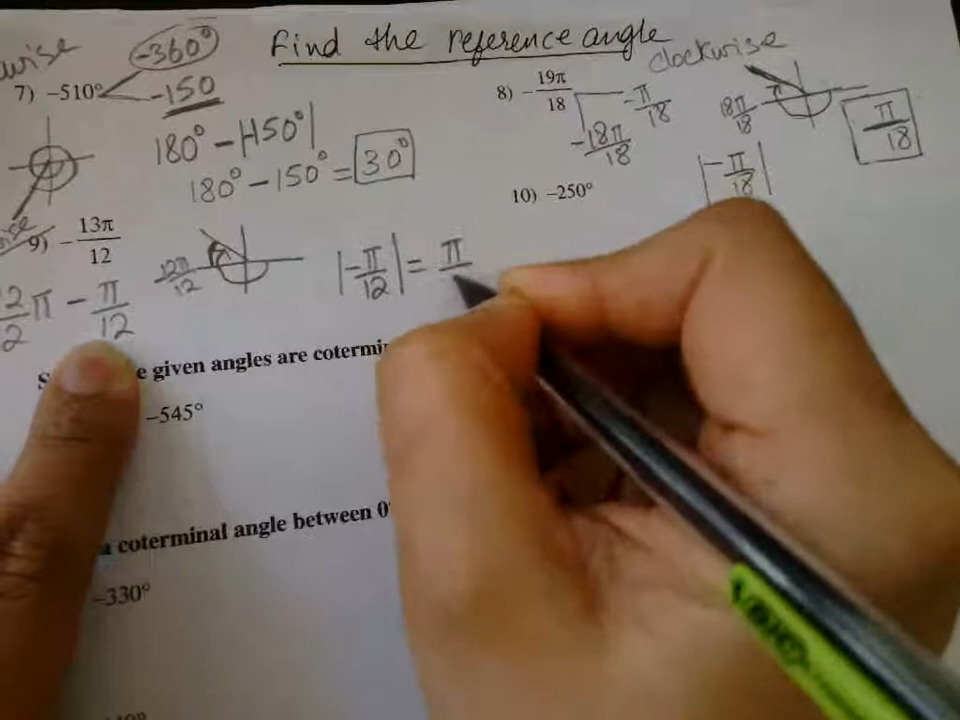 Find the reference angle
wise
-360°
7) -510°
-150
180° - |-150°|
180° - 150° = 30°
clockwise
8) -19π/18
-π/18
-18π/18
18π/18
π
-π/18
|-π/18|
9) -13π/12
12π/12
|-π/12| = π
π - π/12
10) -250°
e given angles are cotermi
-545°
a coterminal angle between 0
-330°